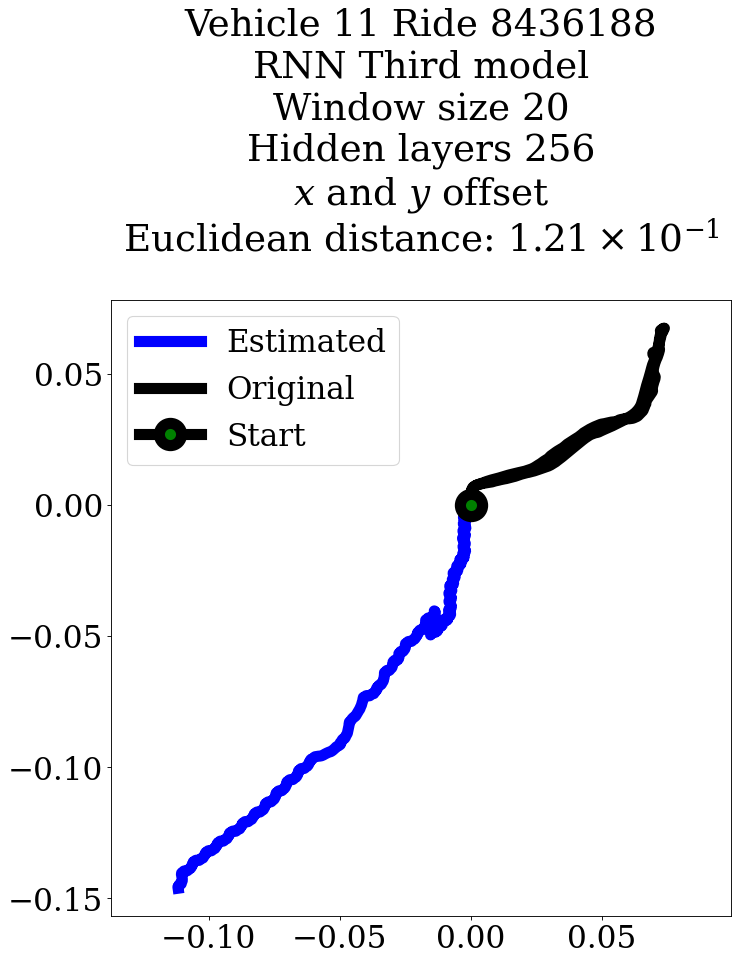 Vehicle 11 Ride 8436188
RNN Third model
Window size 20
Hidden layers 256
x and y offset
Euclidean distance: 1.21 × 10⁻¹
Estimated
Original
Start
0.05
0.00
−0.05
−0.10
−0.15
−0.10 −0.05 0.00 0.05